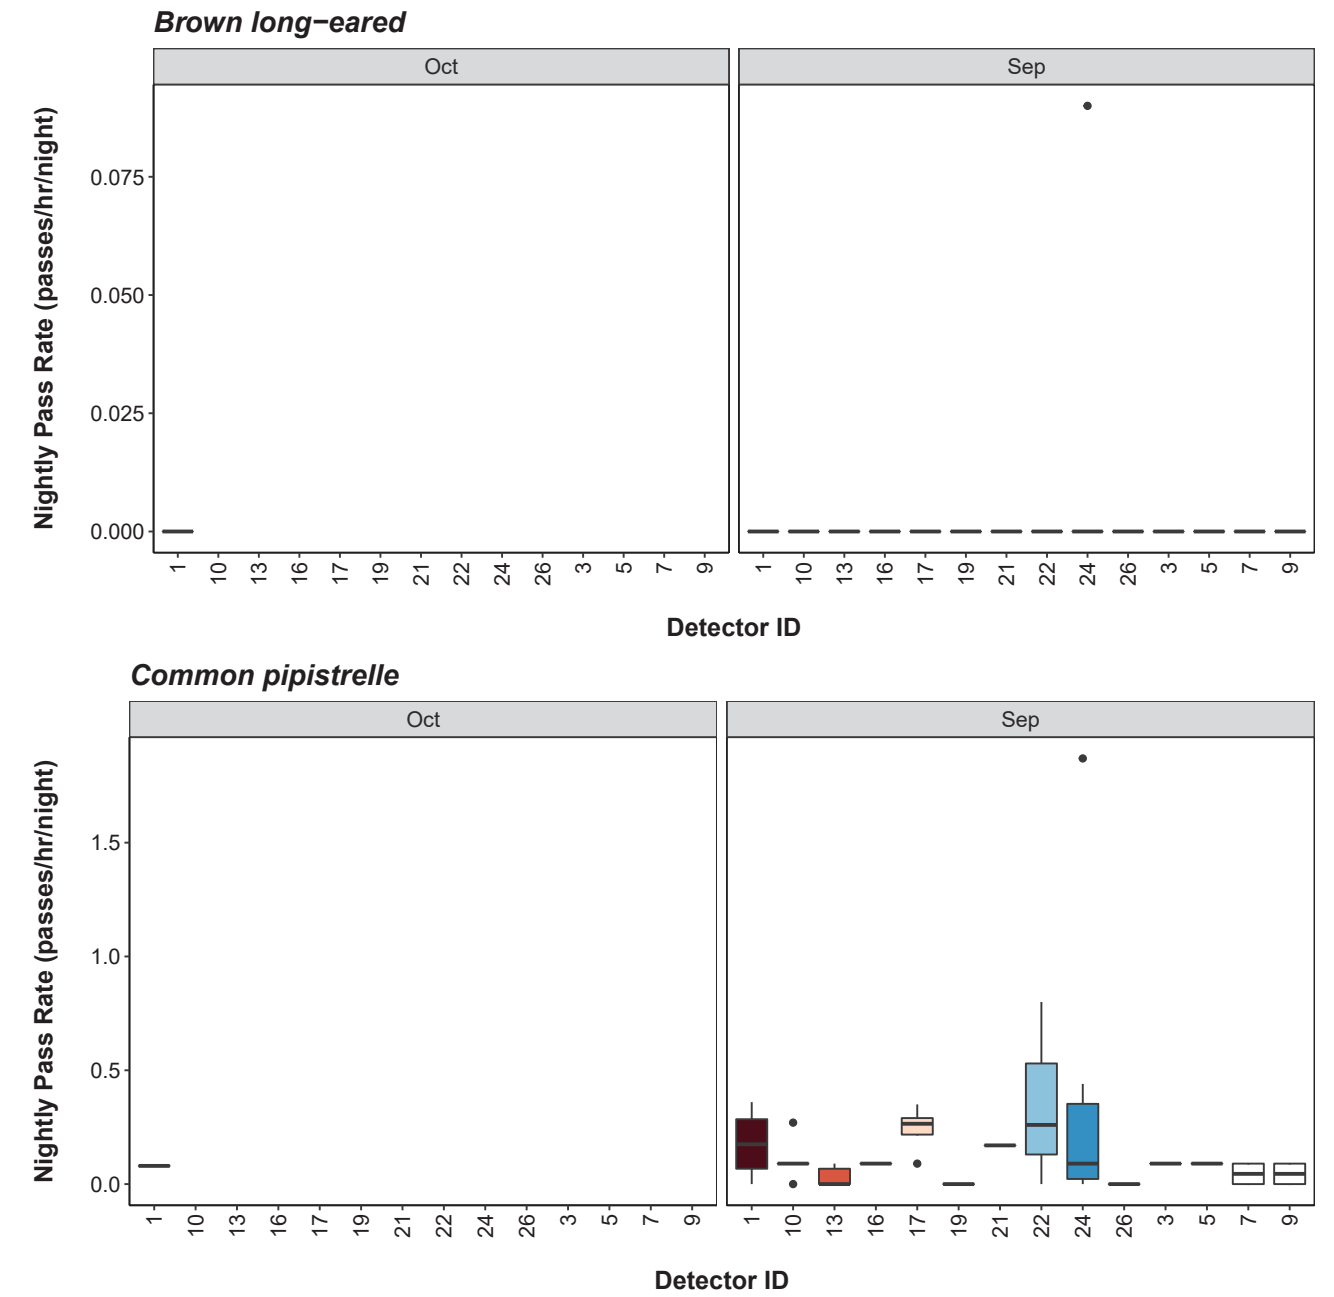 Brown long−eared
Oct
Sep
Nightly Pass Rate (passes/hr/night)
0.075
0.050
0.025
0.000
1 10 13 16 17 19 21 22 24 26 3 5 7 9
1 10 13 16 17 19 21 22 24 26 3 5 7 9
Detector ID
Common pipistrelle
Oct
Sep
Nightly Pass Rate (passes/hr/night)
1.5
1.0
0.5
0.0
1 10 13 16 17 19 21 22 24 26 3 5 7 9
1 10 13 16 17 19 21 22 24 26 3 5 7 9
Detector ID